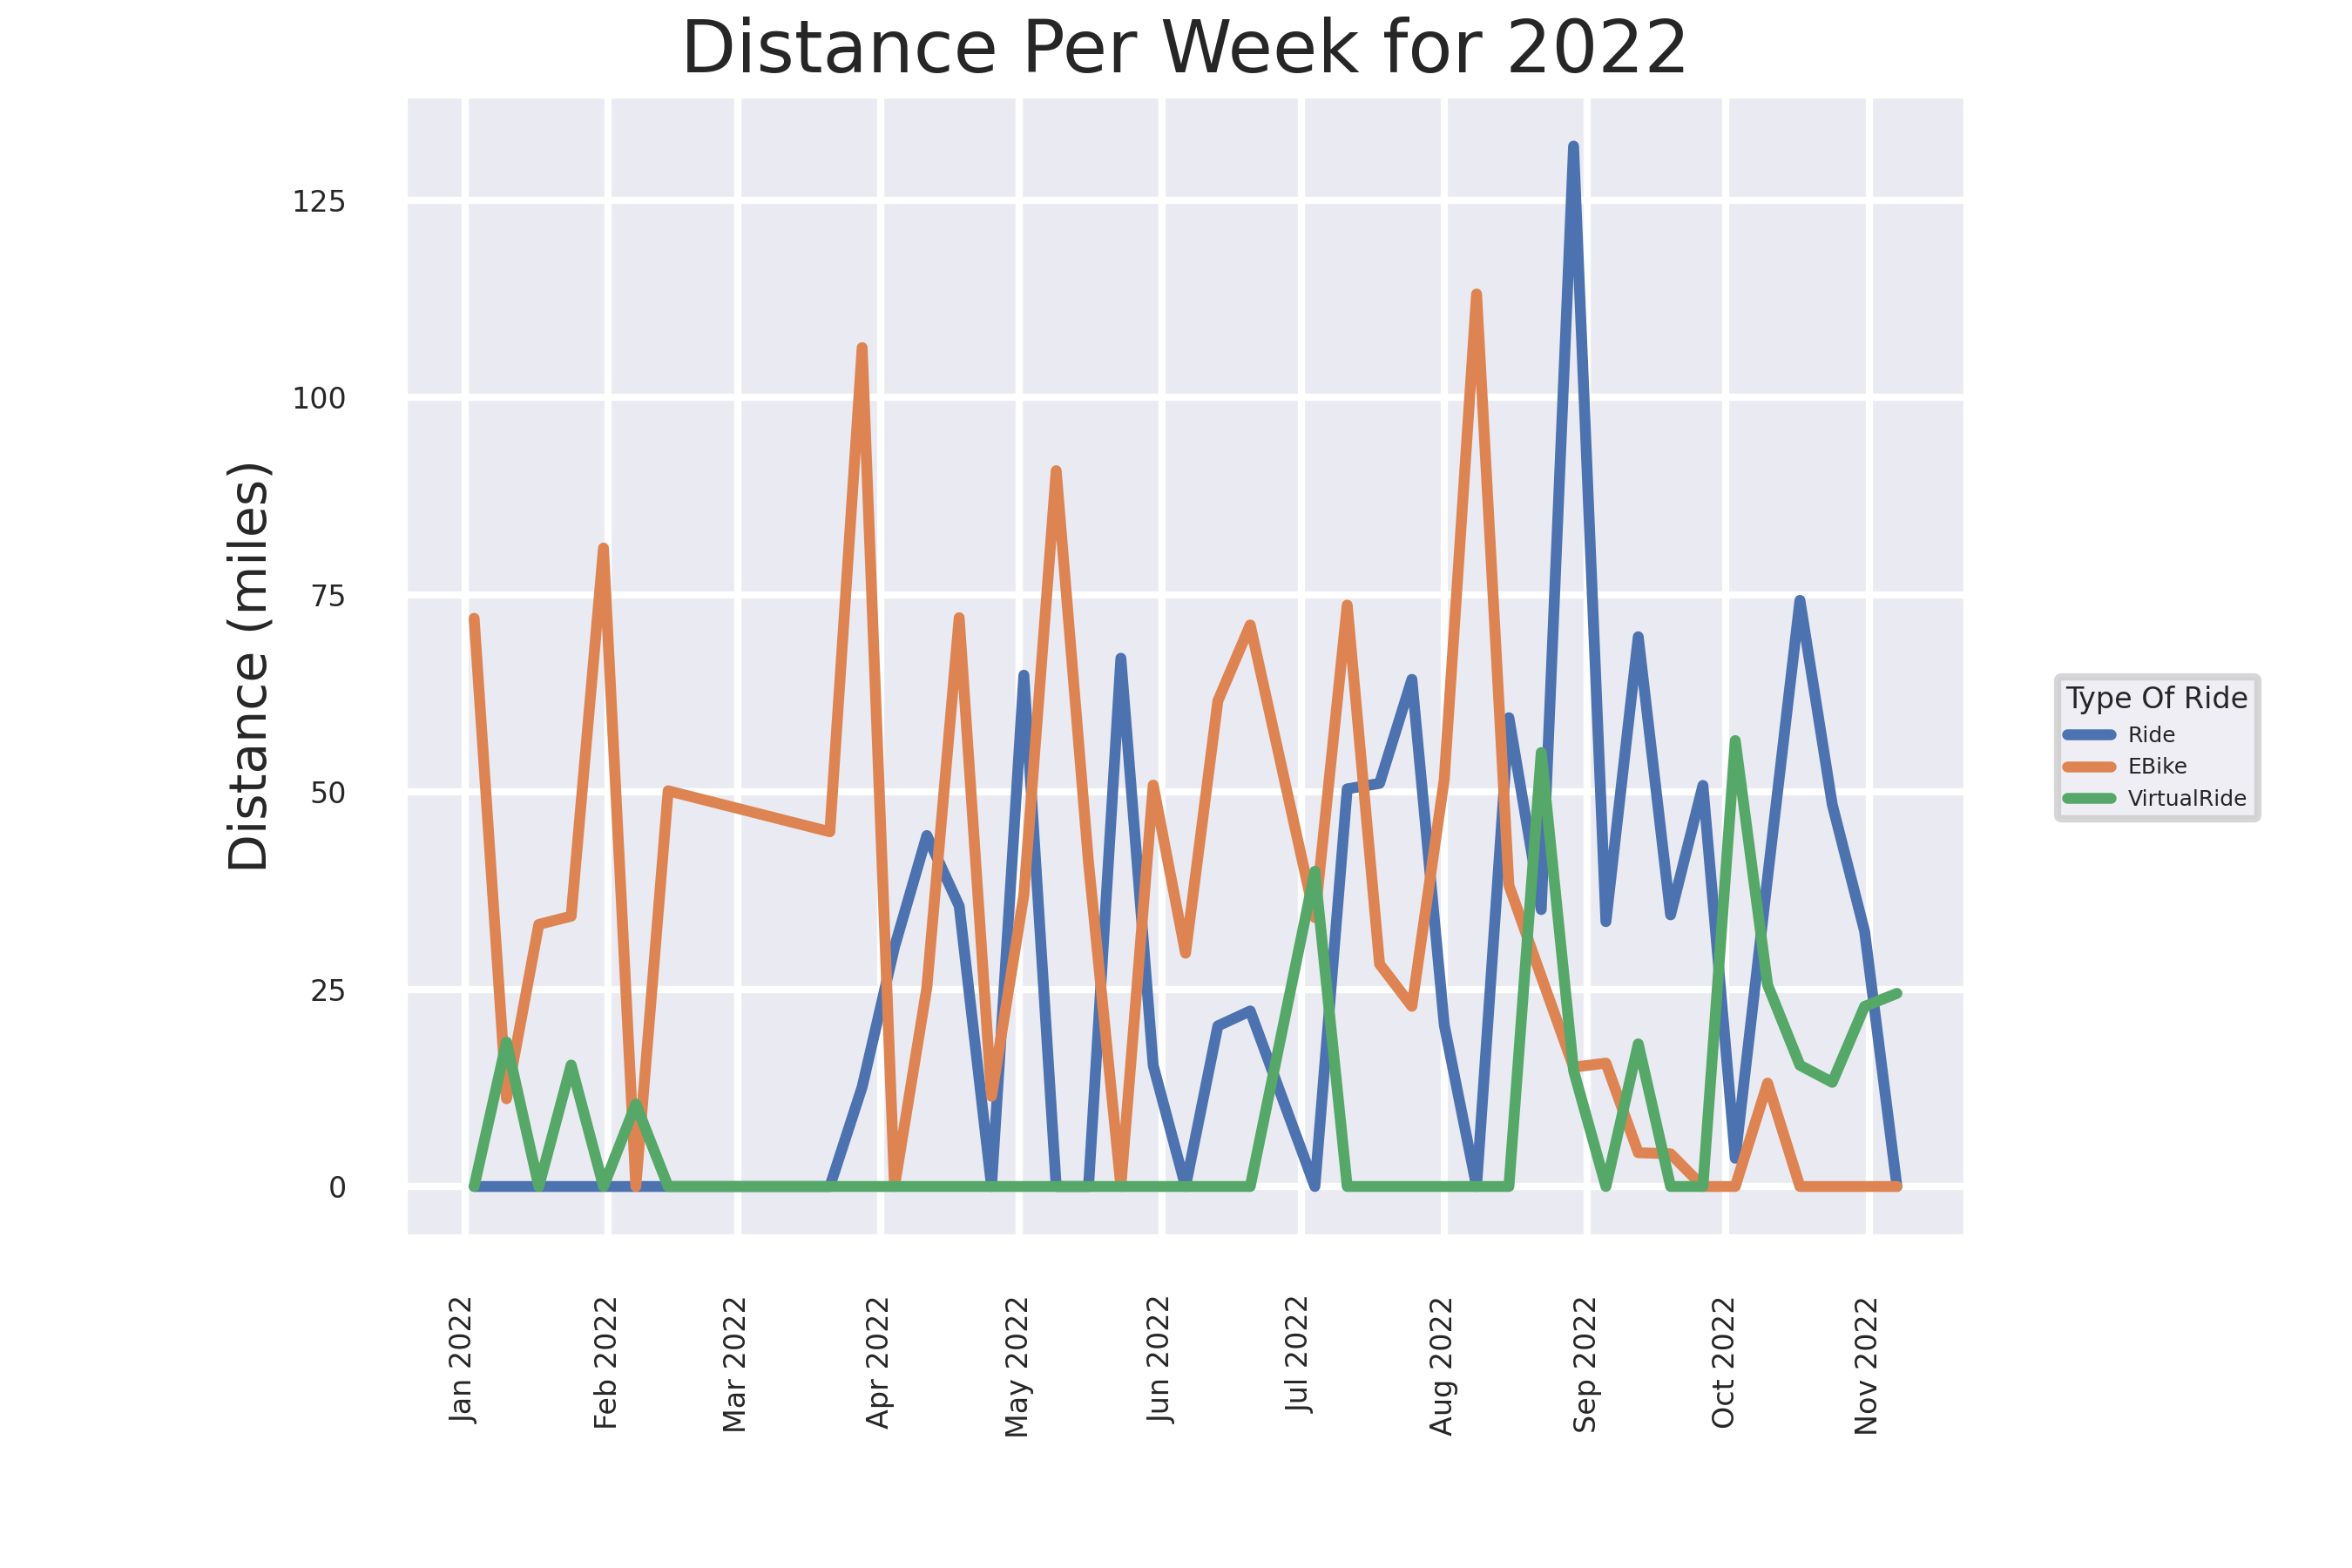 Distance Per Week for 2022
Distance (miles)
125
100
75
50
25
0
Jan 2022
Feb 2022
Mar 2022
Apr 2022
May 2022
Jun 2022
Jul 2022
Aug 2022
Sep 2022
Oct 2022
Nov 2022
Type Of Ride
Ride
EBike
VirtualRide